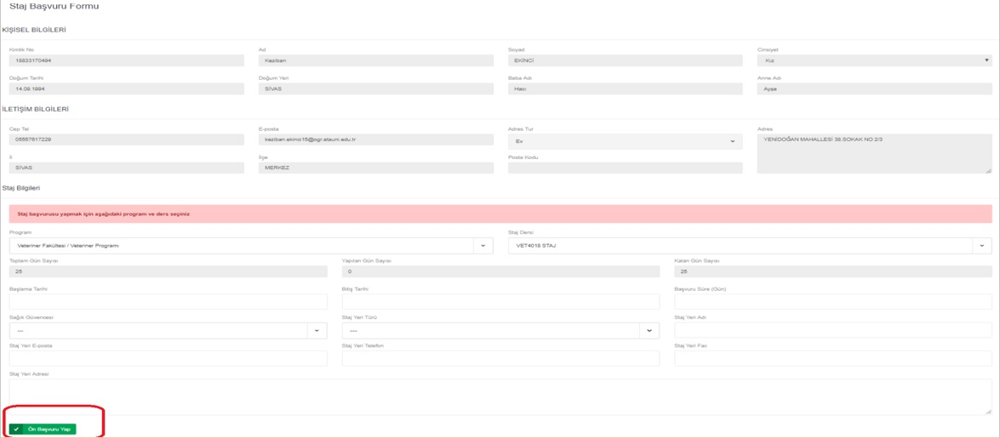 Staj Başvuru Formu
KİŞİSEL BİLGİLERİ
Kimlik No Ad Soyad Cinsiyet
18833170494 Keziban EKİNCİ Kız
Doğum Tarihi Doğum Yeri Baba Adı Anne Adı
14.09.1994 SİVAS Hacı Ayşe
İLETİŞİM BİLGİLERİ
Cep Tel E-posta Adres Tur Adres
05557617229 keziban.ekinci15@ogr.atauni.edu.tr Ev YENİDOĞAN MAHALLESİ 38.SOKAK NO 2/3
İl İlçe Posta Kodu
SİVAS MERKEZ
Staj Bilgileri
Staj başvurusu yapmak için aşağıdaki program ve ders seçiniz
Program Staj Dersi
Veteriner Fakültesi / Veteriner Programı VET4018 STAJ
Toplam Gün Sayısı Yapılan Gün Sayısı Kalan Gün Sayısı
25 0 25
Başlama Tarihi Bitiş Tarihi Başvuru Süre (Gün)
Sağlık Güvencesi Staj Yeri Türü Staj Yeri Adı
--- ---
Staj Yeri E-posta Staj Yeri Telefon Staj Yeri Fax
Staj Yeri Adresi
Ön Başvuru Yap